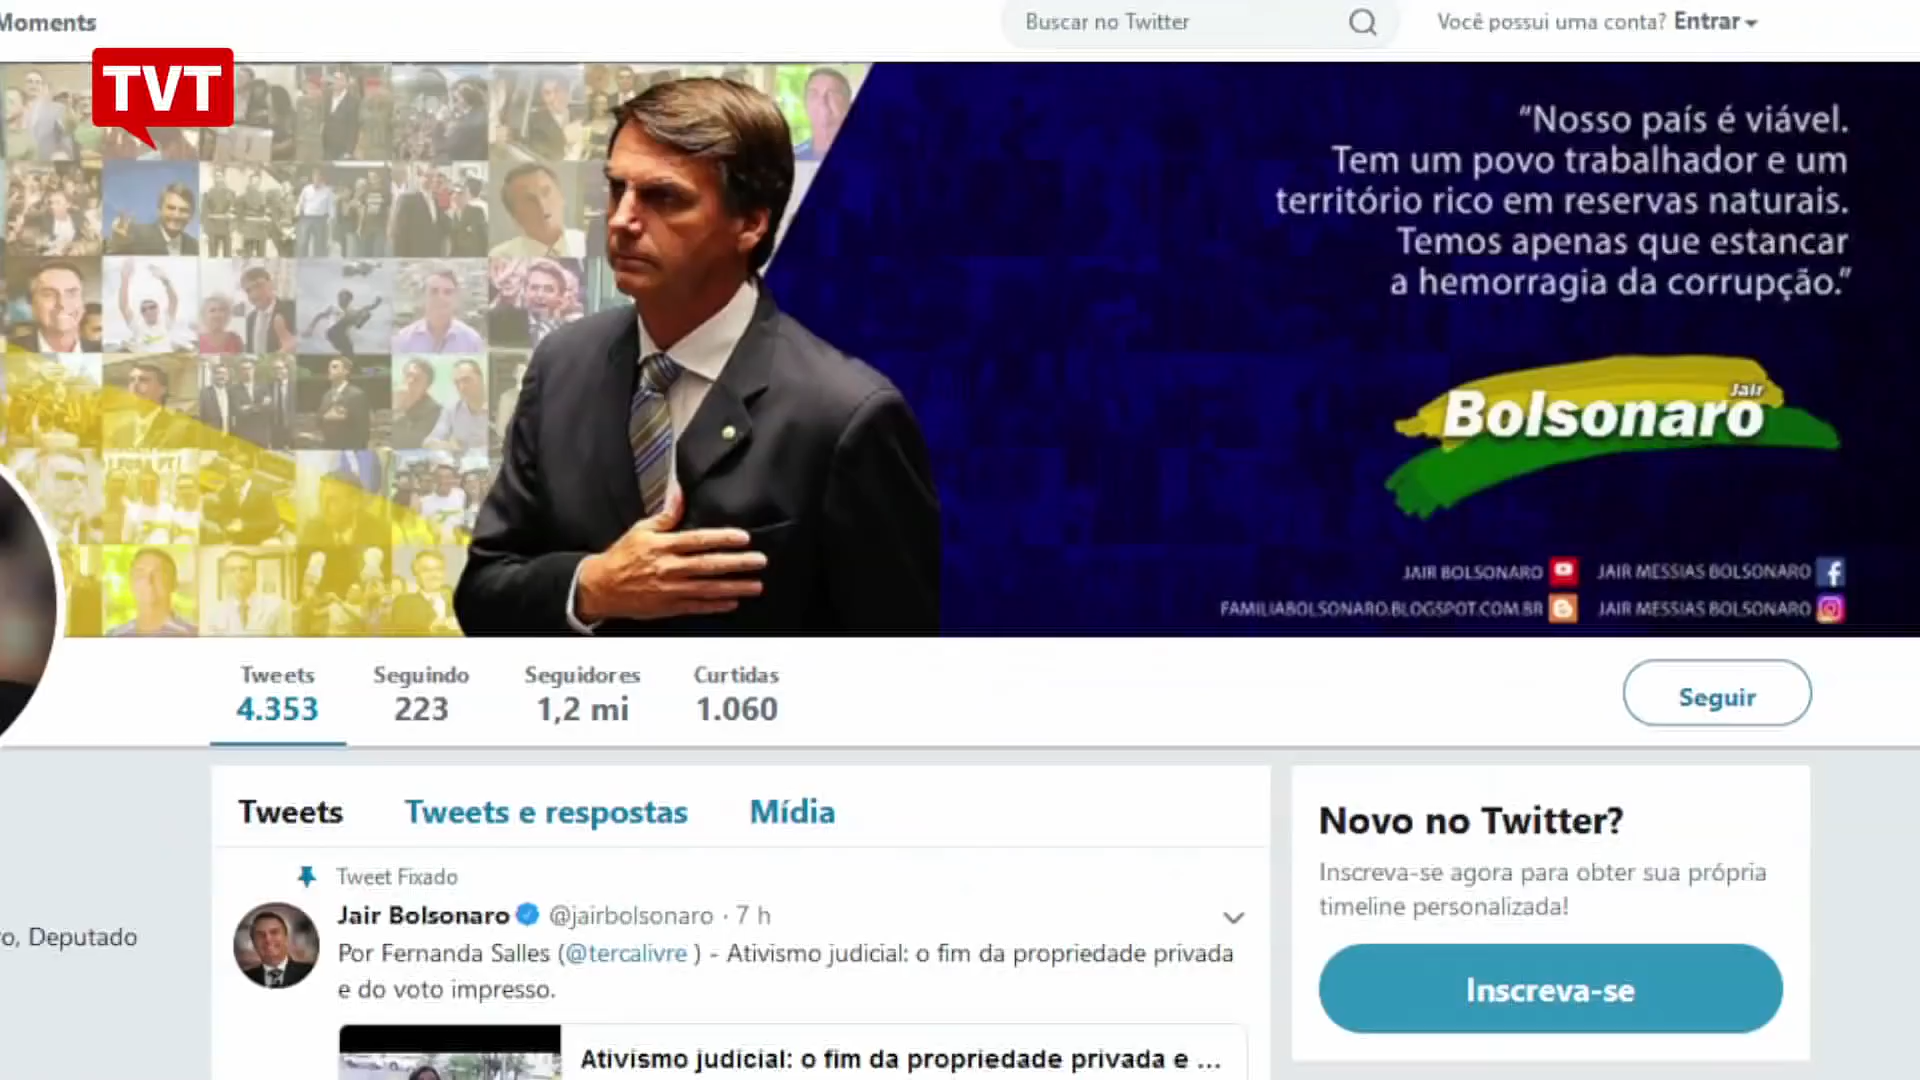 Moments
Buscar no Twitter
Você possui uma conta? Entrar
TVT
“Nosso país é viável.
Tem um povo trabalhador e um
território rico em reservas naturais.
Temos apenas que estancar
a hemorragia da corrupção.”
Jair
Bolsonaro
JAIR BOLSONARO
JAIR MESSIAS BOLSONARO
FAMILIABOLSONARO.BLOGSPOT.COM.BR
JAIR MESSIAS BOLSONARO
Tweets Seguindo Seguidores Curtidas
4.353 223 1,2 mi 1.060
Seguir
Tweets Tweets e respostas Mídia
Tweet Fixado
Jair Bolsonaro @jairbolsonaro · 7 h
Por Fernanda Salles (@tercalivre ) - Ativismo judicial: o fim da propriedade privada
e do voto impresso.
Ativismo judicial: o fim da propriedade privada e ...
o, Deputado
Novo no Twitter?
Inscreva-se agora para obter sua própria
timeline personalizada!
Inscreva-se